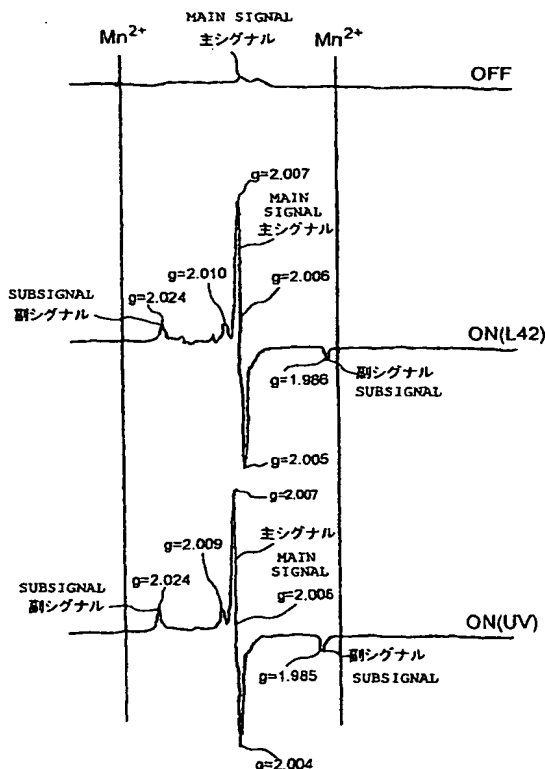 MAIN SIGNAL
Mn²⁺ 主シグナル Mn²⁺
OFF
g=2.007
MAIN
SIGNAL
主シグナル
g=2.010
g=2.006
SUBSIGNAL
g=2.024
副シグナル
ON(L42)
g=1.986
副シグナル
SUBSIGNAL
g=2.005
g=2.007
主シグナル
g=2.009
MAIN
SIGNAL
g=2.024
SUBSIGNAL
副シグナル
g=2.005
ON(UV)
副シグナル
g=1.985
SUBSIGNAL
g=2.004